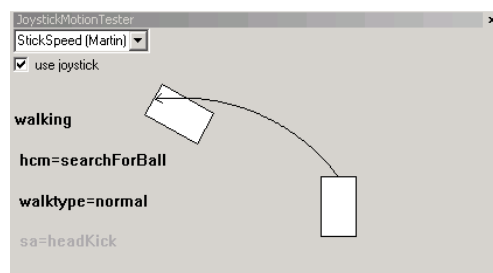 JoystickMotionTester
StickSpeed (Martin)
use joystick
walking
hcm=searchForBall
walktype=normal
sa=headKick